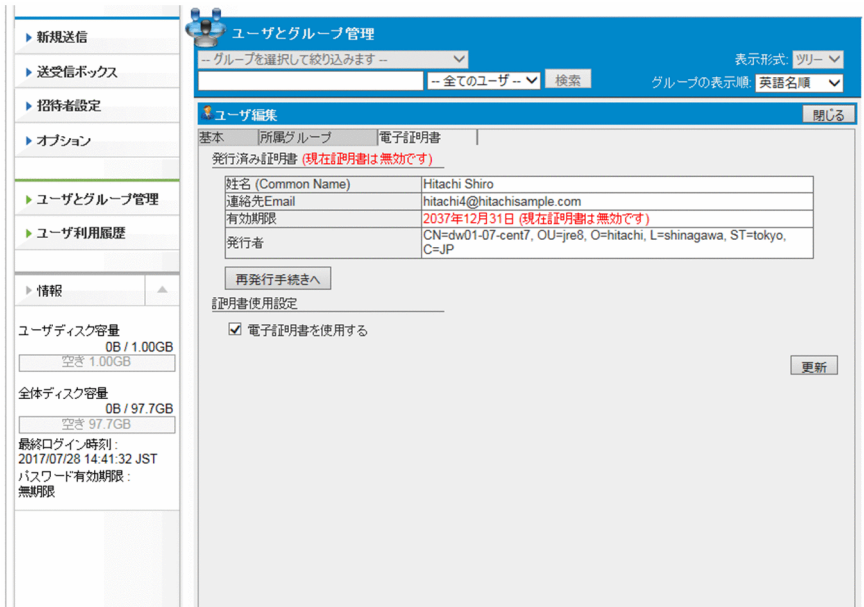 新規送信
送受信ボックス
招待者設定
オプション
ユーザとグループ管理
ユーザ利用履歴
情報
ユーザディスク容量
0B / 1.00GB
空き 1.00GB
全体ディスク容量
0B / 97.7GB
空き 97.7GB
最終ログイン時刻 :
2017/07/28 14:41:32 JST
パスワード有効期限 :
無期限
ユーザとグループ管理
-- グループを選択して絞り込みます --
表示形式: ツリー
-- 全てのユーザ -- 検索
グループの表示順: 英語名順
ユーザ編集 閉じる
基本 所属グループ 電子証明書
発行済み証明書 (現在証明書は無効です)
姓名 (Common Name) Hitachi Shiro
連絡先Email hitachi4@hitachisample.com
有効期限 2037年12月31日 (現在証明書は無効です)
発行者 CN=dw01-07-cent7, OU=jre8, O=hitachi, L=shinagawa, ST=tokyo,
C=JP
再発行手続きへ
証明書使用設定
電子証明書を使用する
更新